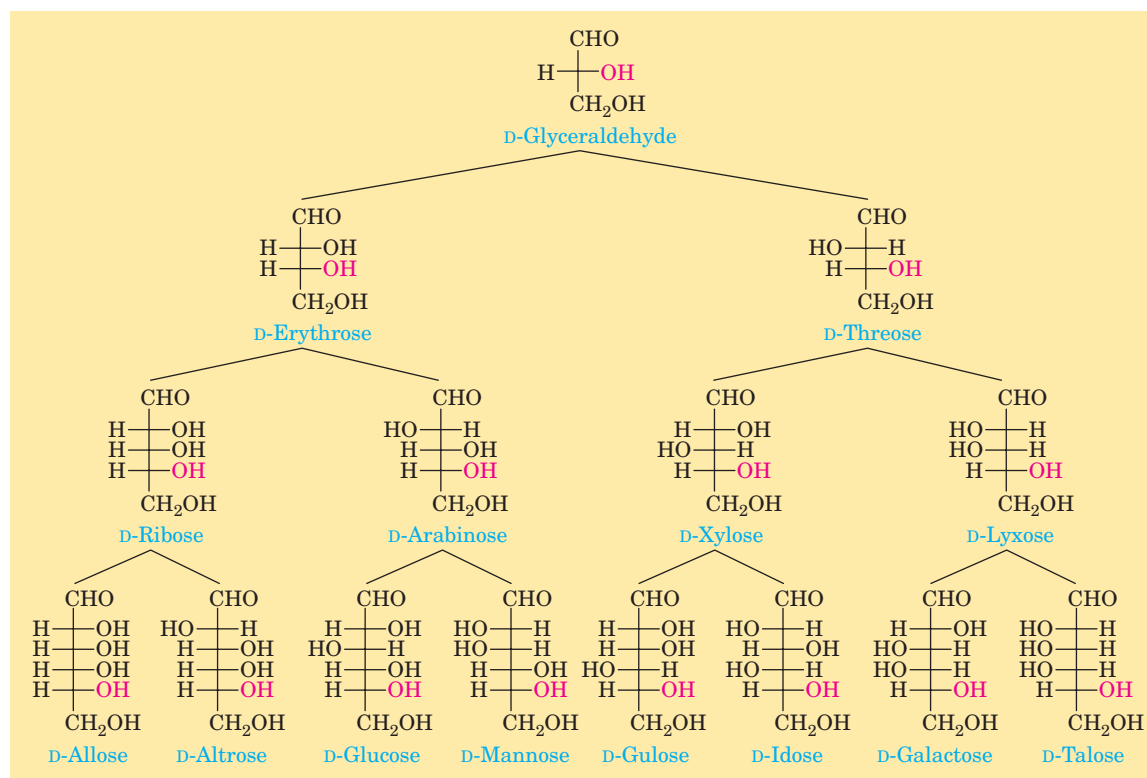 CHO
H OH
CH₂OH
D-Glyceraldehyde
CHO CHO
H OH HO H
H OH H OH
CH₂OH CH₂OH
D-Erythrose D-Threose
CHO CHO CHO CHO
H OH HO H H OH HO H
H OH H OH HO H HO H
H OH H OH H OH H OH
CH₂OH CH₂OH CH₂OH CH₂OH
D-Ribose D-Arabinose D-Xylose D-Lyxose
CHO CHO CHO CHO CHO CHO CHO CHO
H OH HO H H OH HO H H OH HO H H OH HO H
H OH H OH HO H HO H H OH H OH HO H HO H
H OH H OH H OH H OH HO H HO H HO H HO H
H OH H OH H OH H OH H OH H OH H OH H OH
CH₂OH CH₂OH CH₂OH CH₂OH CH₂OH CH₂OH CH₂OH CH₂OH
D-Allose D-Altrose D-Glucose D-Mannose D-Gulose D-Idose D-Galactose D-Talose